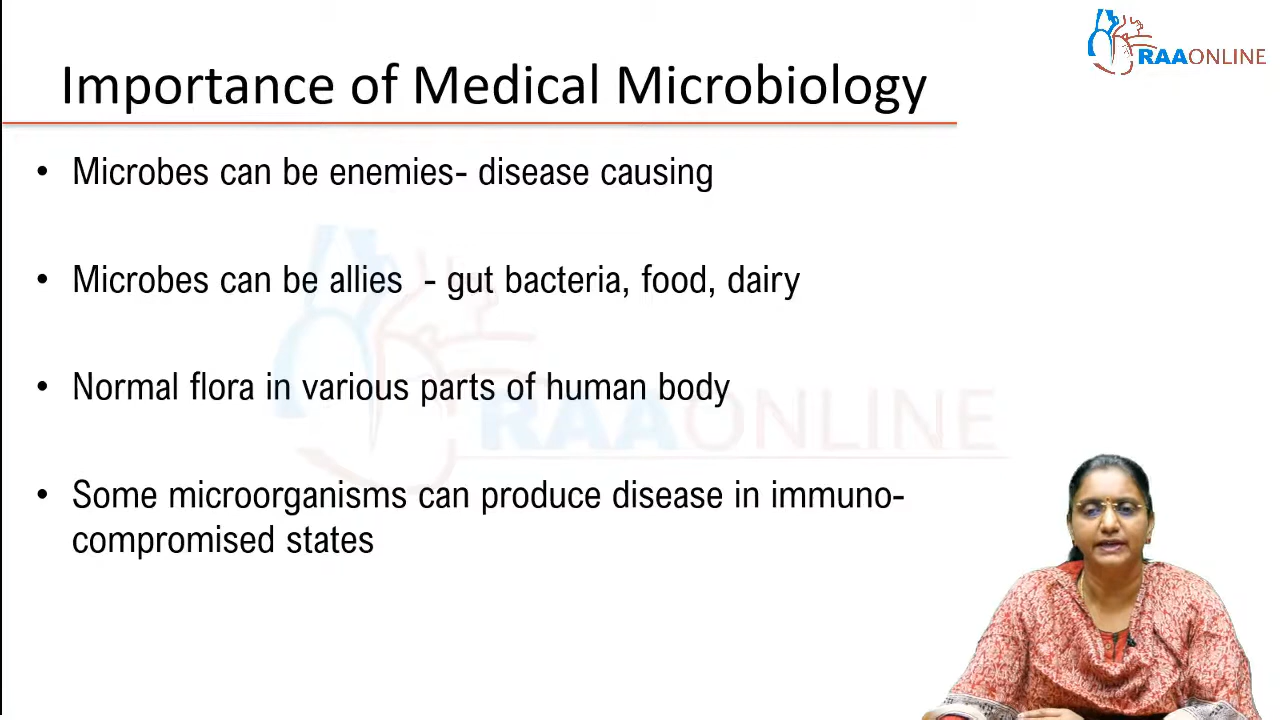 RAAONLINE
Importance of Medical Microbiology
• Microbes can be enemies- disease causing
• Microbes can be allies - gut bacteria, food, dairy
• Normal flora in various parts of human body
RAAONLINE
• Some microorganisms can produce disease in immuno-
compromised states